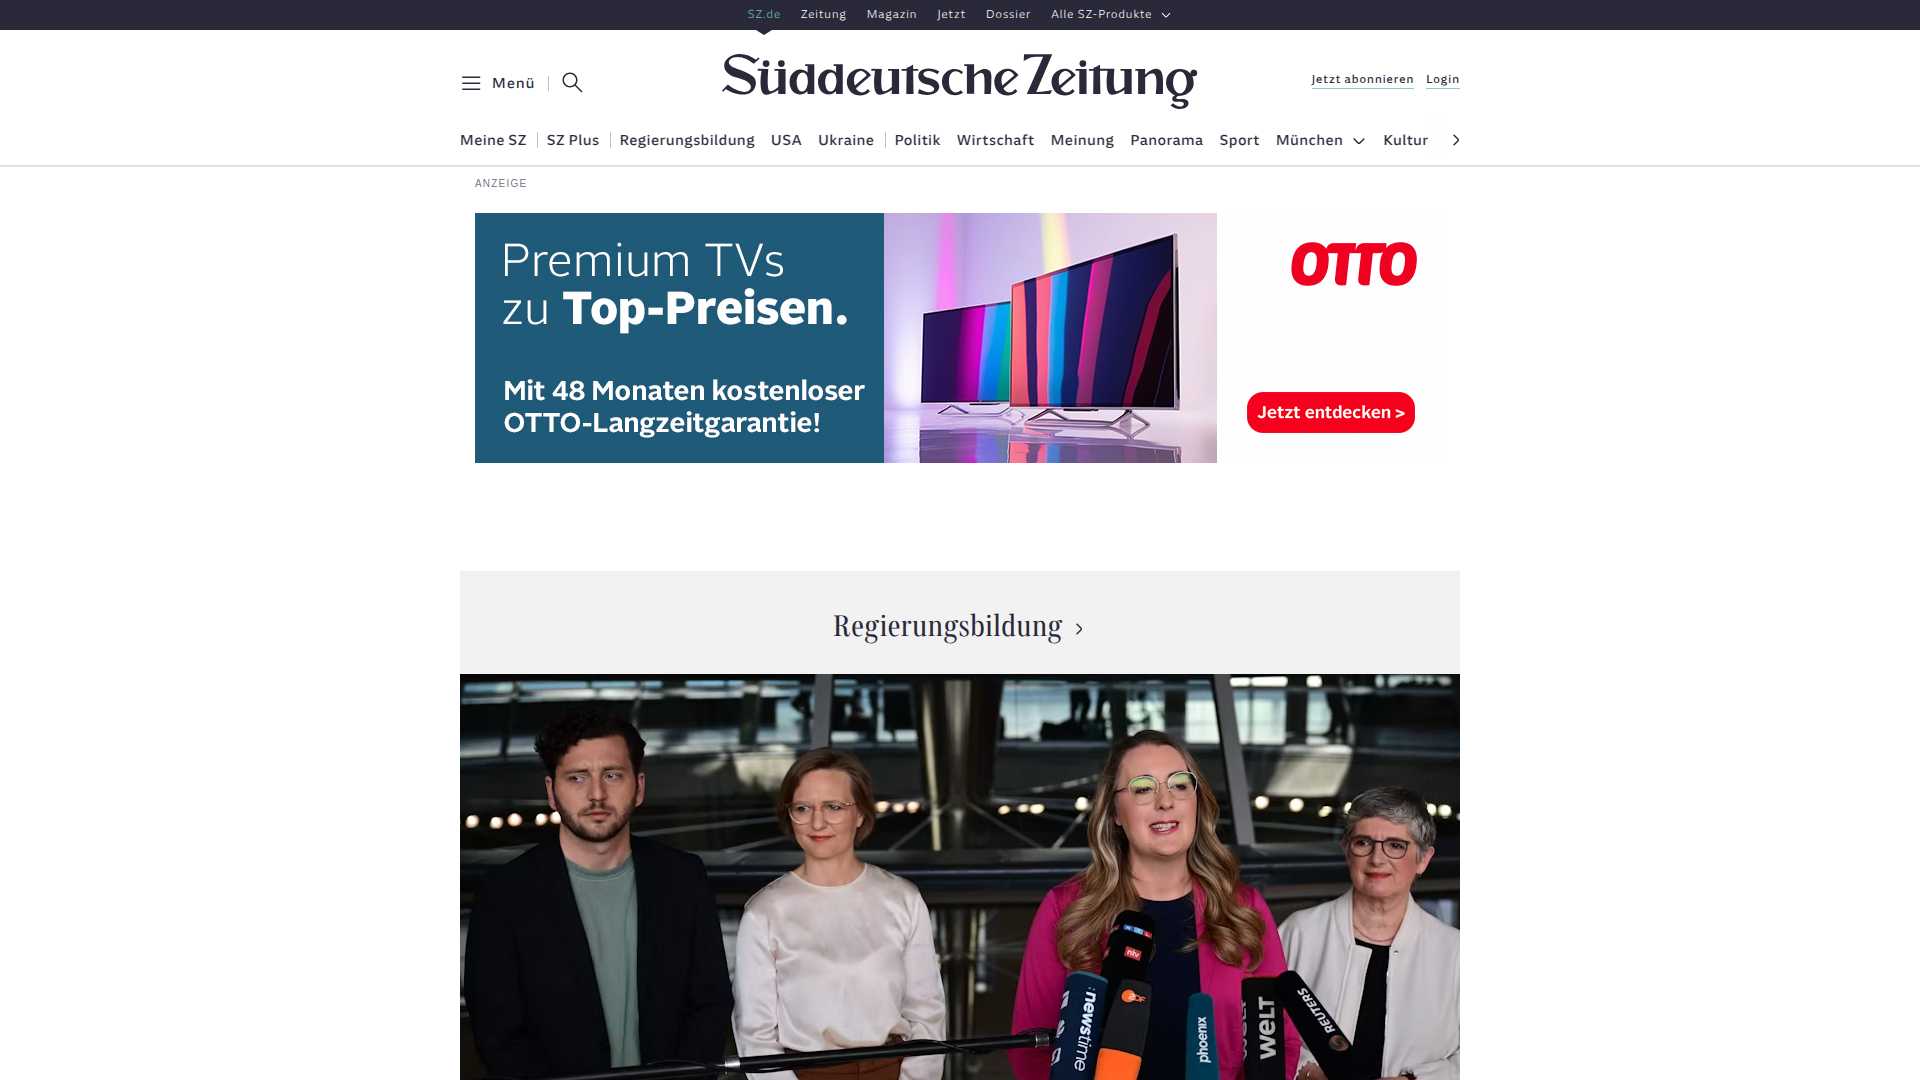 SZ.de Zeitung Magazin Jetzt Dossier Alle SZ-Produkte
Menü
Süddeutsche Zeitung
Jetzt abonnieren Login
Meine SZ SZ Plus Regierungsbildung USA Ukraine Politik Wirtschaft Meinung Panorama Sport München Kultur
ANZEIGE
Premium TVs
zu Top-Preisen.
Mit 48 Monaten kostenloser
OTTO-Langzeitgarantie!
OTTO
Jetzt entdecken >
Regierungsbildung
ntv
ZDF
:newstime
phoenix
welt
REUTERS